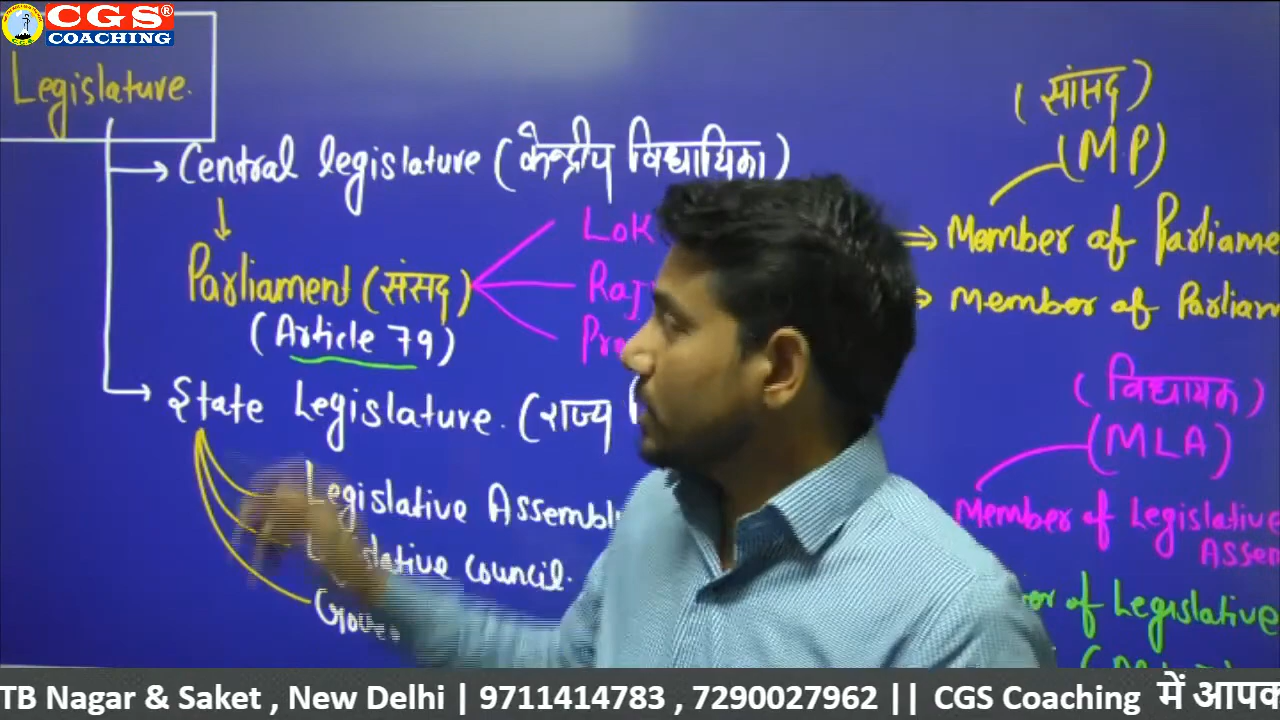 CGS®
COACHING
Legislature.
Central legislature (केन्द्रीय विधायिका)
Parliament (संसद)
(Article 79)
Lok
Raj
Pre
(सांसद)
(M.P)
Member of Parliame
Member of Parliam
State Legislature. (राज्य
Legislative Assembl
Council.
(विधायक)
(MLA)
Member of Legislative
Assem
of Legislative
TB Nagar & Saket , New Delhi | 9711414783 , 7290027962 || CGS Coaching में आपक